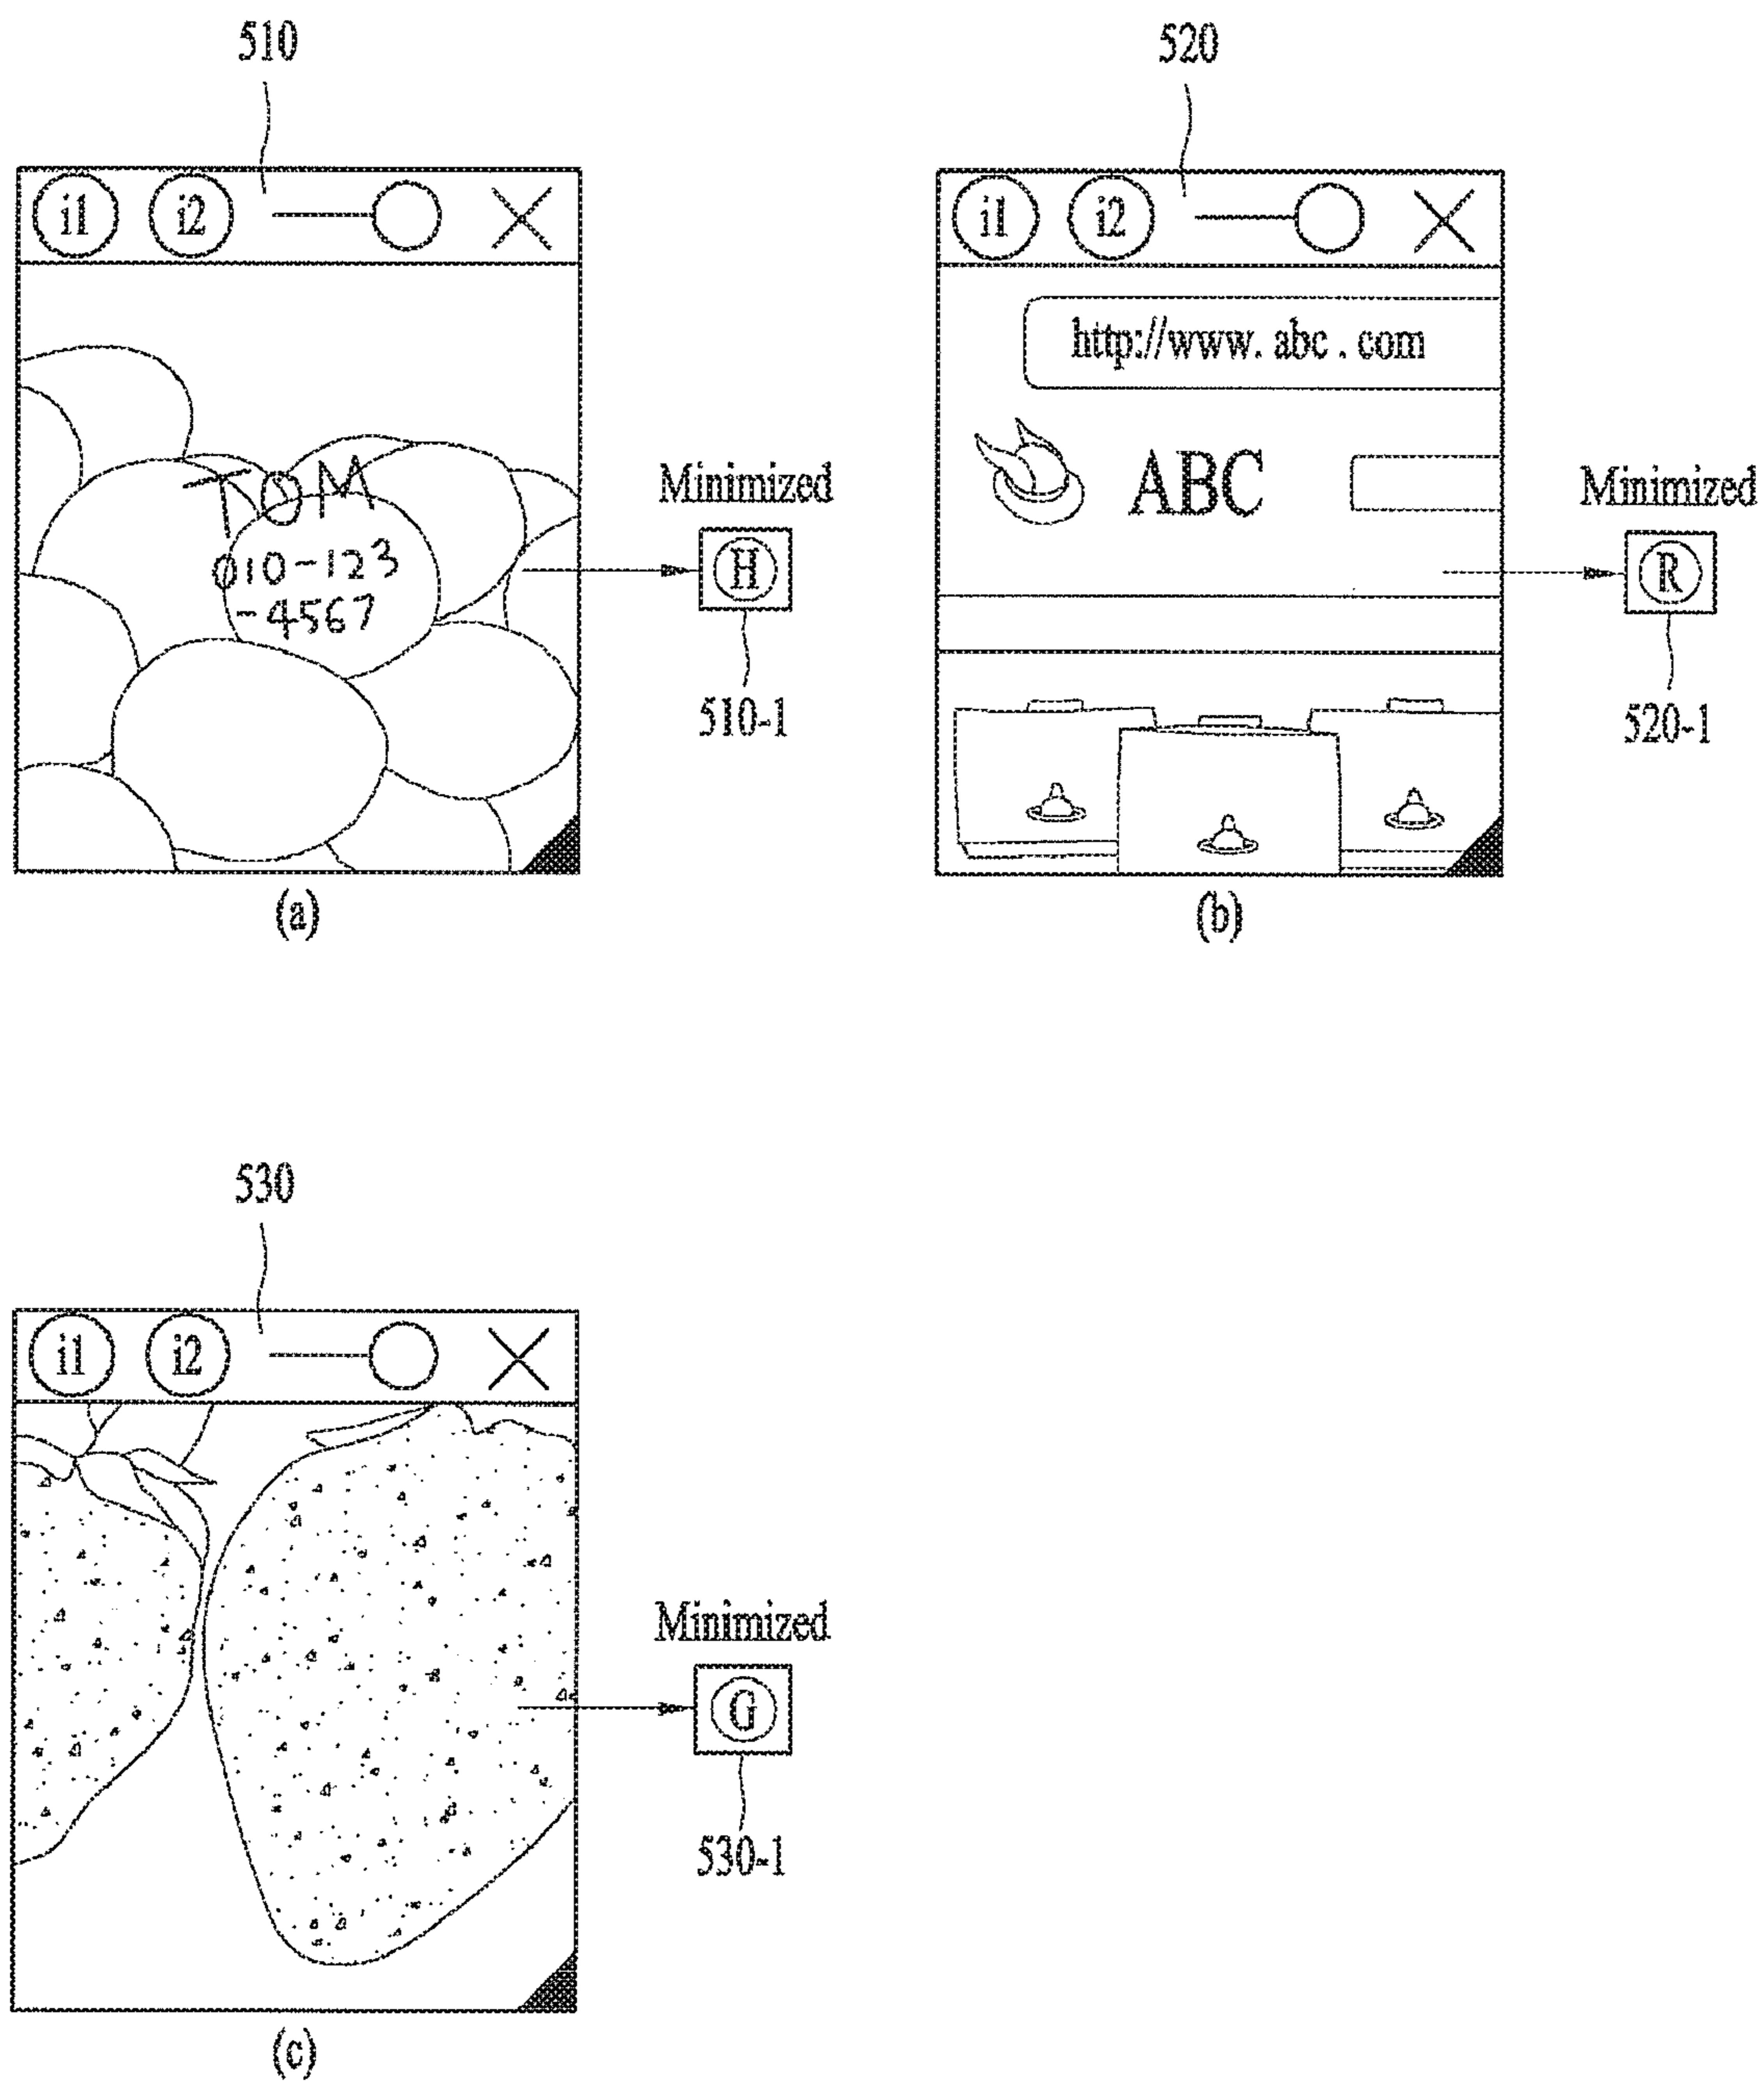 510
i1 i2
TOM
010-123
-4567
Minimized
H
510-1
(a)
520
i1 i2
http://www. abc . com
ABC
Minimized
R
520-1
(b)
530
i1 i2
Minimized
G
530-1
(c)